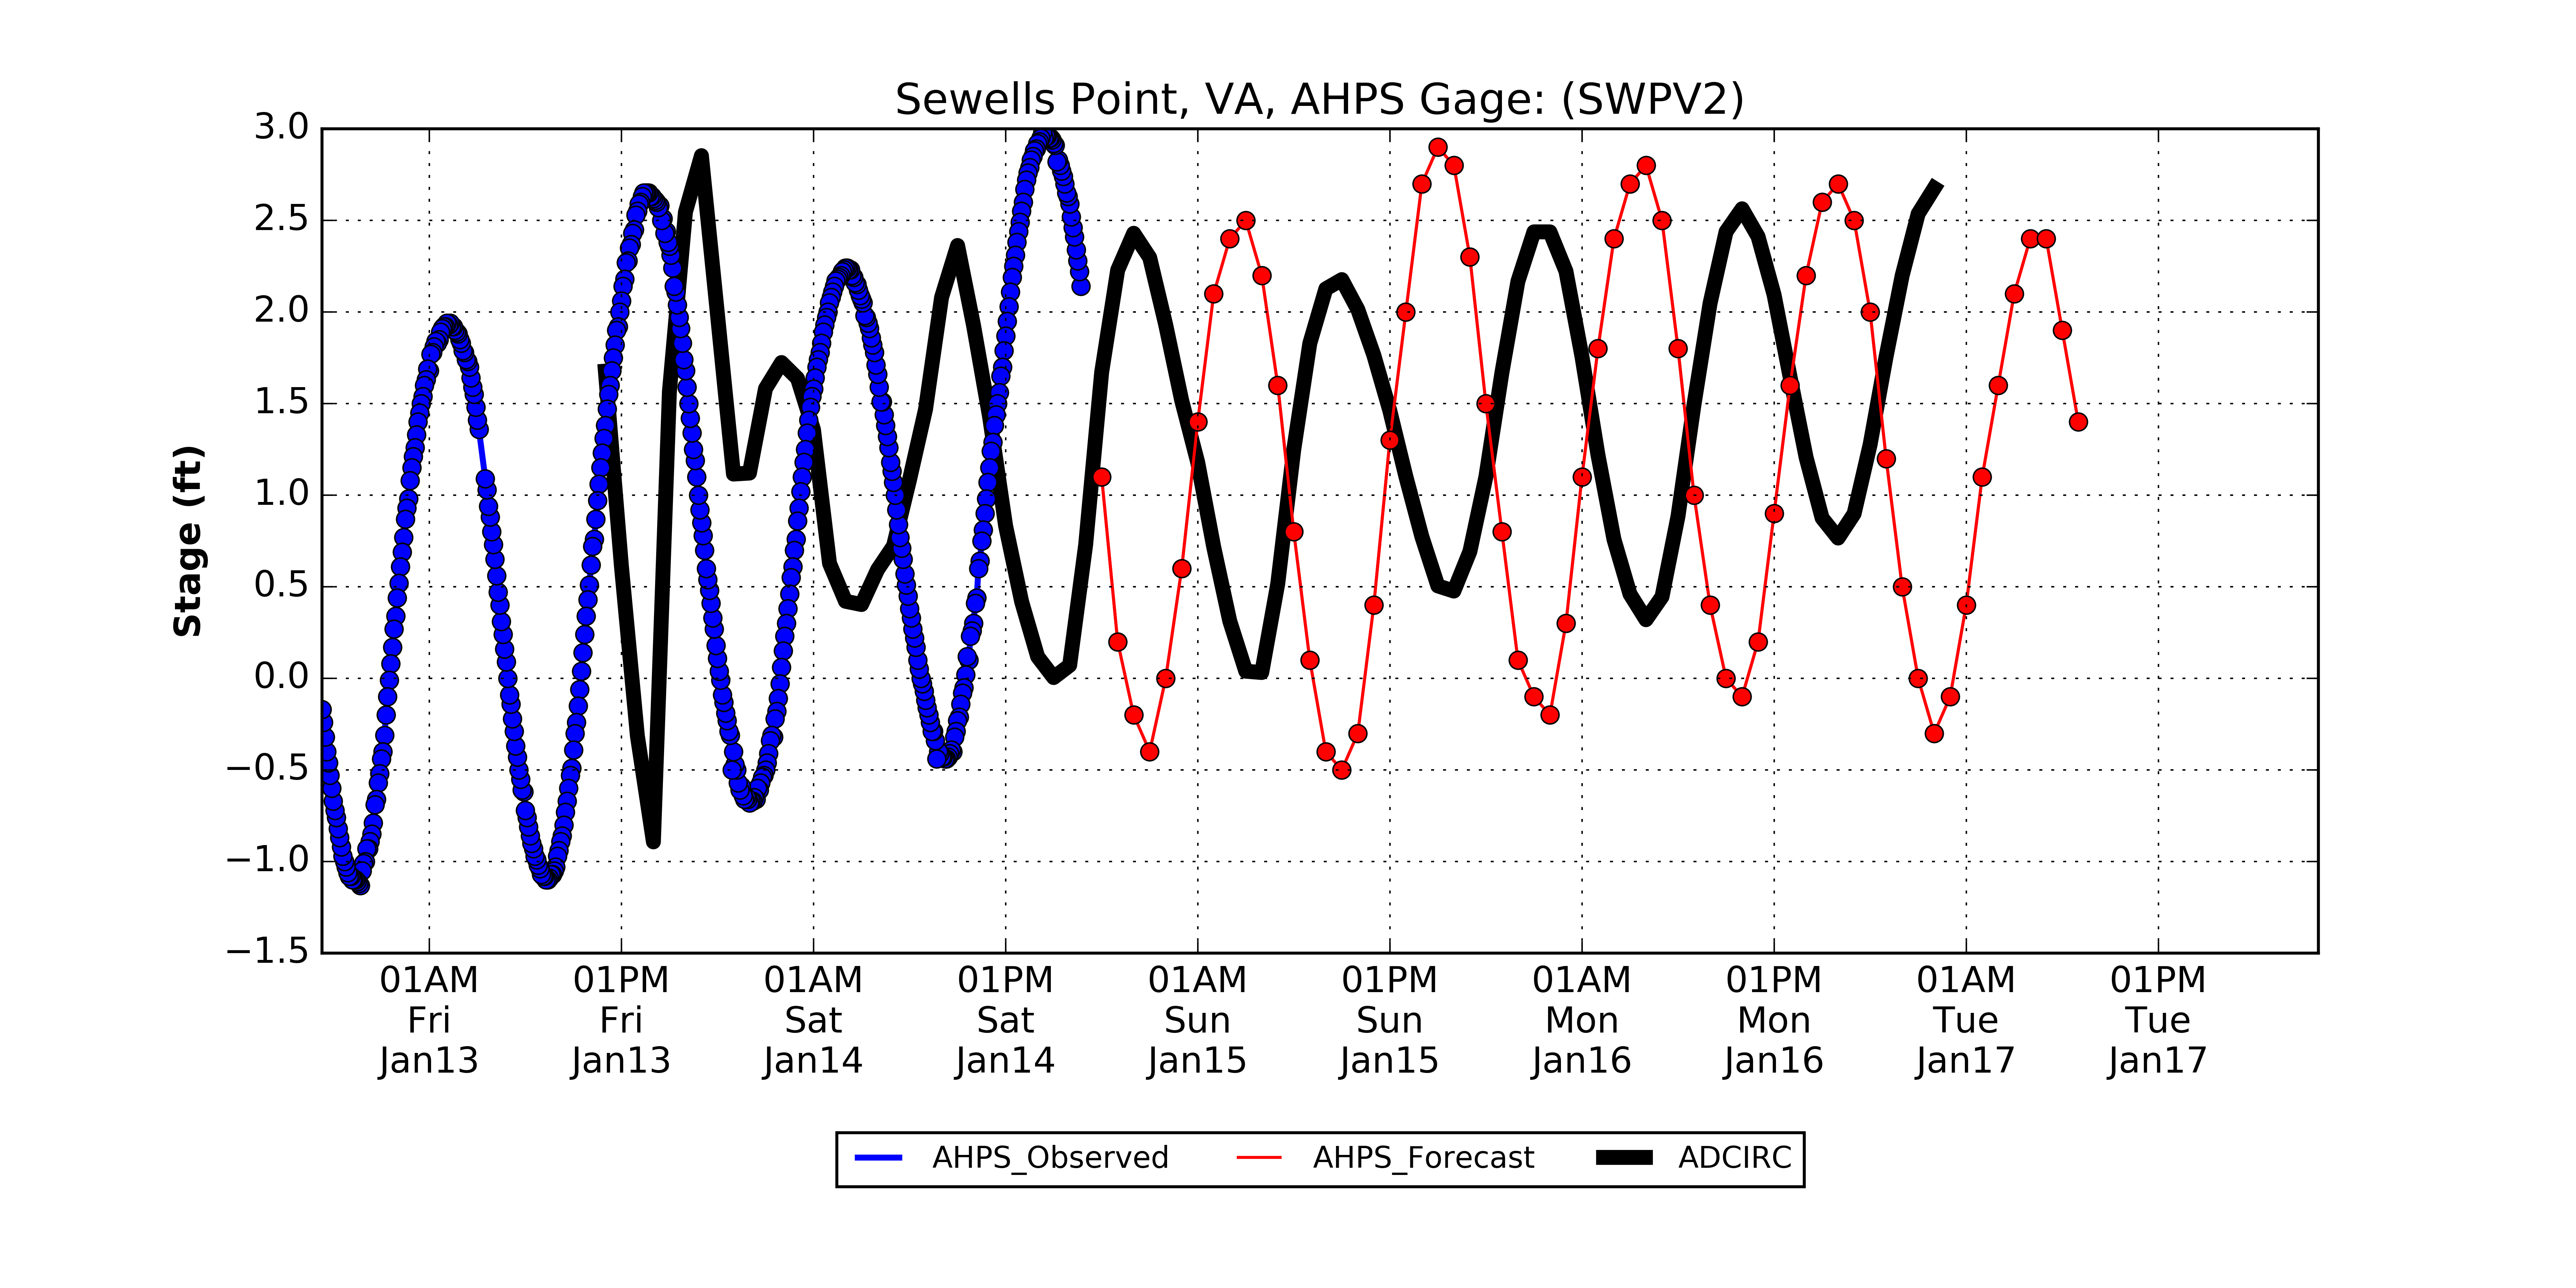 Sewells Point, VA, AHPS Gage: (SWPV2)
3.0
2.5
2.0
1.5
1.0
0.5
0.0
−0.5
−1.0
−1.5
Stage (ft)
01AM 01PM 01AM 01PM 01AM 01PM 01AM 01PM 01AM 01PM
Fri Fri Sat Sat Sun Sun Mon Mon Tue Tue
Jan13 Jan13 Jan14 Jan14 Jan15 Jan15 Jan16 Jan16 Jan17 Jan17
AHPS_Observed AHPS_Forecast ADCIRC